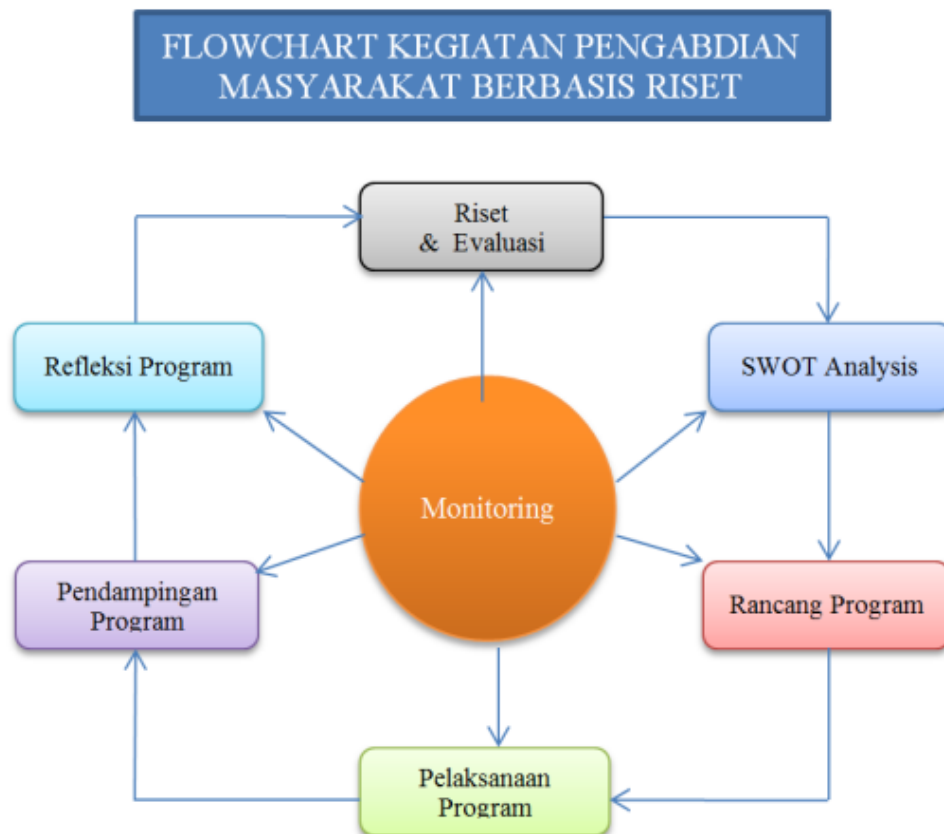 FLOWCHART KEGIATAN PENGABDIAN
MASYARAKAT BERBASIS RISET
Riset
& Evaluasi
Refleksi Program
SWOT Analysis
Monitoring
Pendampingan
Program
Rancang Program
Pelaksanaan
Program